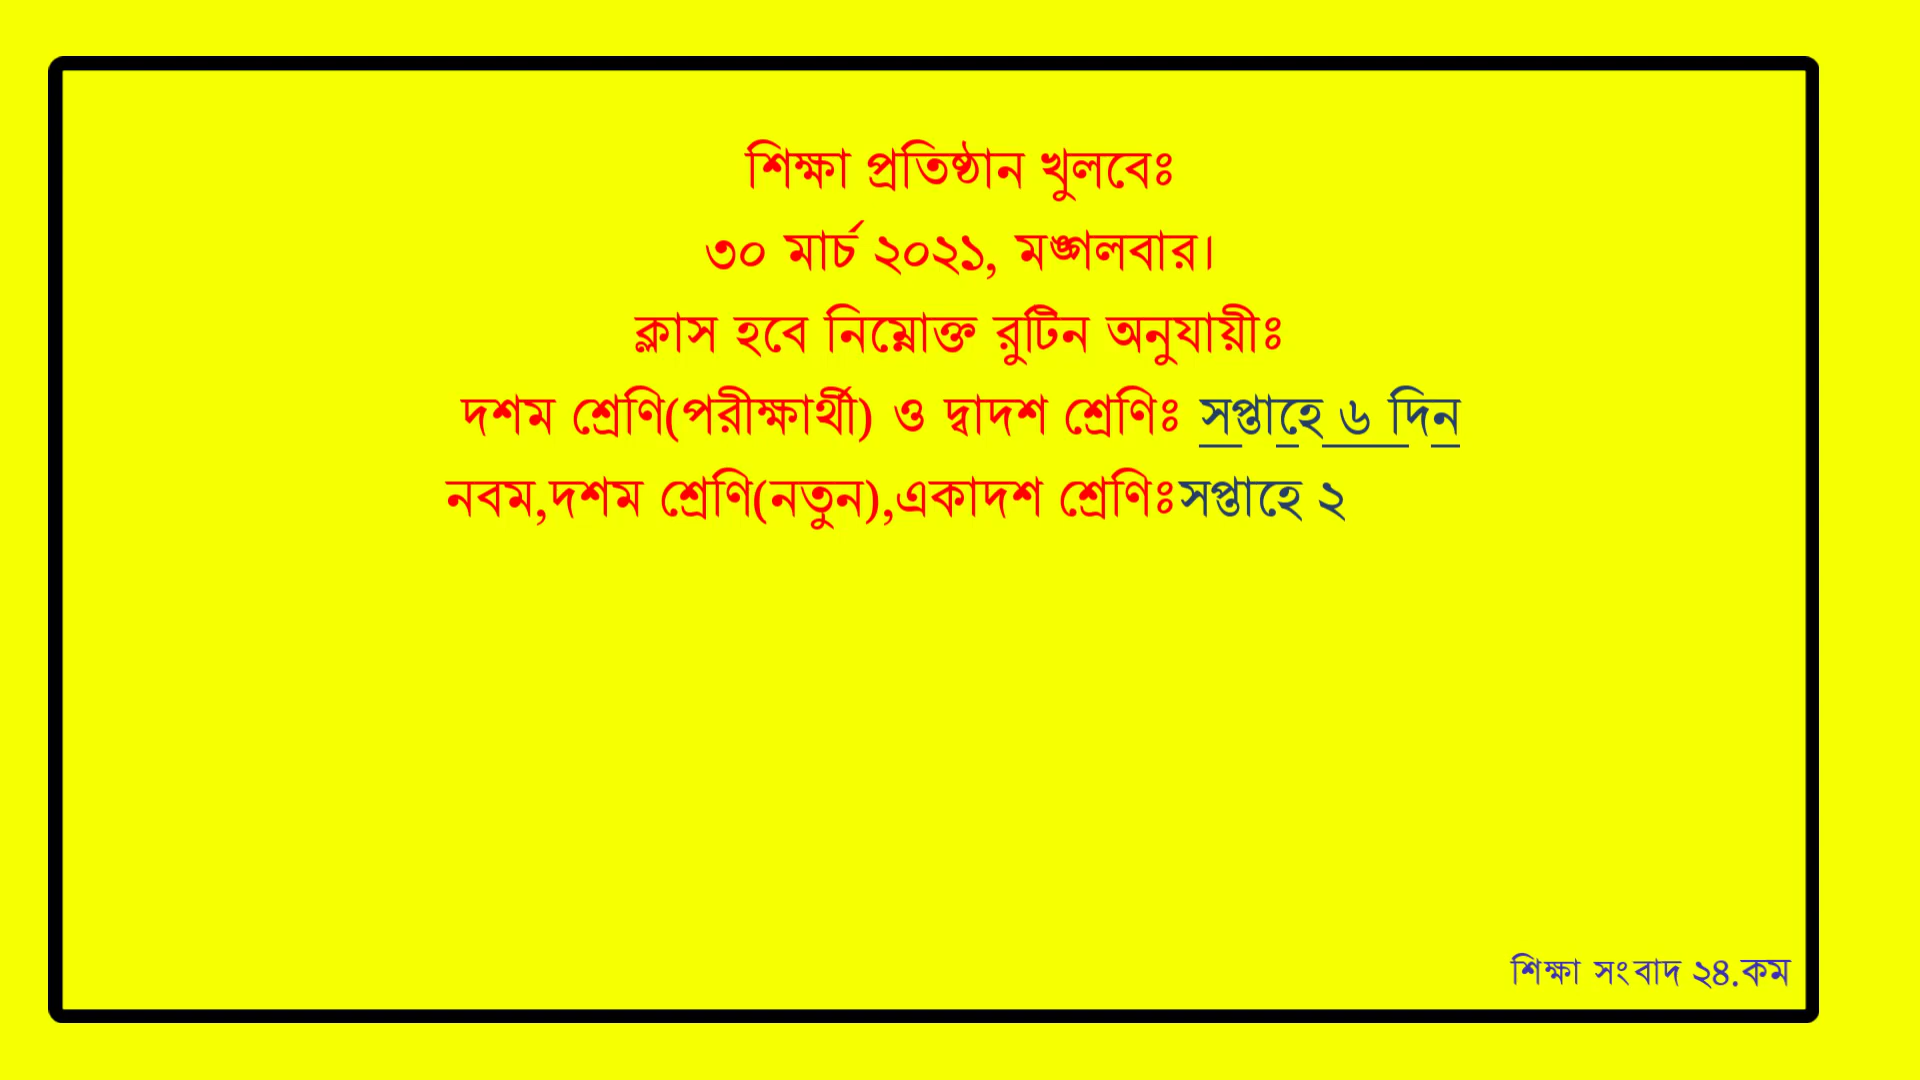 শিক্ষা প্রতিষ্ঠান খুলবেঃ
৩০ মার্চ ২০২১, মঙ্গলবার।
ক্লাস হবে নিম্নোক্ত রুটিন অনুযায়ীঃ
দশম শ্রেণি(পরীক্ষার্থী) ও দ্বাদশ শ্রেণিঃ সপ্তাহে ৬ দিন
নবম,দশম শ্রেণি(নতুন),একাদশ শ্রেণিঃসপ্তাহে ২
শিক্ষা সংবাদ ২৪.কম